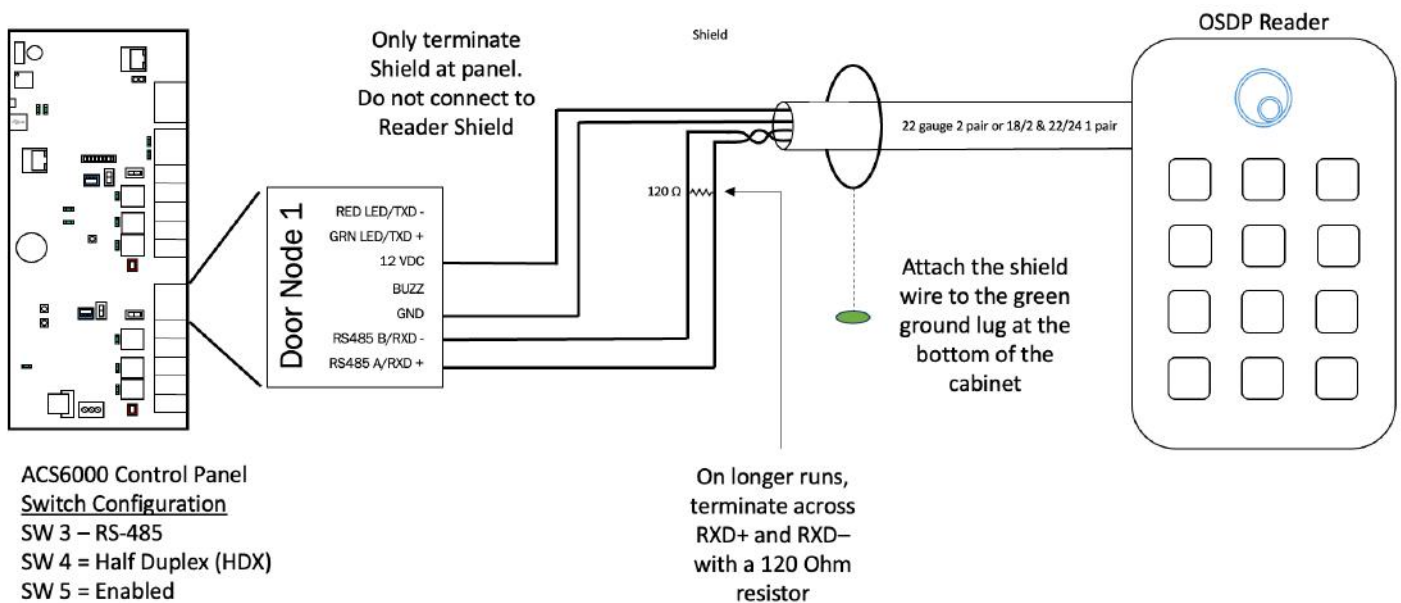 OSDP Reader
Only terminate
Shield at panel.
Do not connect to
Reader Shield
Shield
22 gauge 2 pair or 18/2 & 22/24 1 pair
120 Ω
Door Node 1
RED LED/TXD -
GRN LED/TXD +
12 VDC
BUZZ
GND
RS485 B/RXD -
RS485 A/RXD +
Attach the shield
wire to the green
ground lug at the
bottom of the
cabinet
ACS6000 Control Panel
Switch Configuration
SW 3 – RS-485
SW 4 = Half Duplex (HDX)
SW 5 = Enabled
On longer runs,
terminate across
RXD+ and RXD–
with a 120 Ohm
resistor